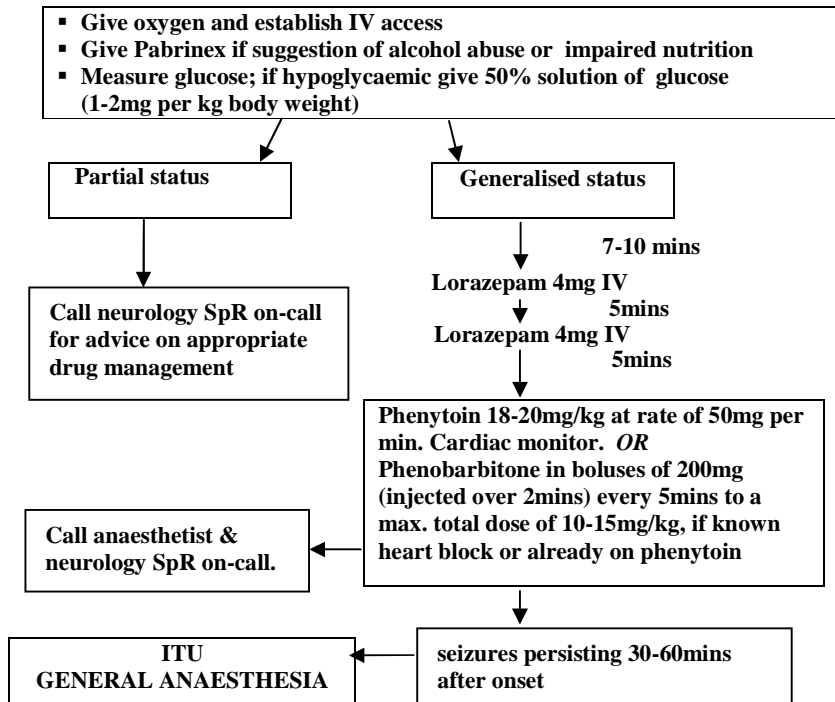 ▪ Give oxygen and establish IV access
▪ Give Pabrinex if suggestion of alcohol abuse or impaired nutrition
▪ Measure glucose; if hypoglycaemic give 50% solution of glucose
(1-2mg per kg body weight)
Partial status
Generalised status
7-10 mins
Lorazepam 4mg IV
5mins
Lorazepam 4mg IV
5mins
Call neurology SpR on-call
for advice on appropriate
drug management
Phenytoin 18-20mg/kg at rate of 50mg per
min. Cardiac monitor. OR
Phenobarbitone in boluses of 200mg
(injected over 2mins) every 5mins to a
max. total dose of 10-15mg/kg, if known
heart block or already on phenytoin
Call anaesthetist &
neurology SpR on-call.
ITU
GENERAL ANAESTHESIA
seizures persisting 30-60mins
after onset